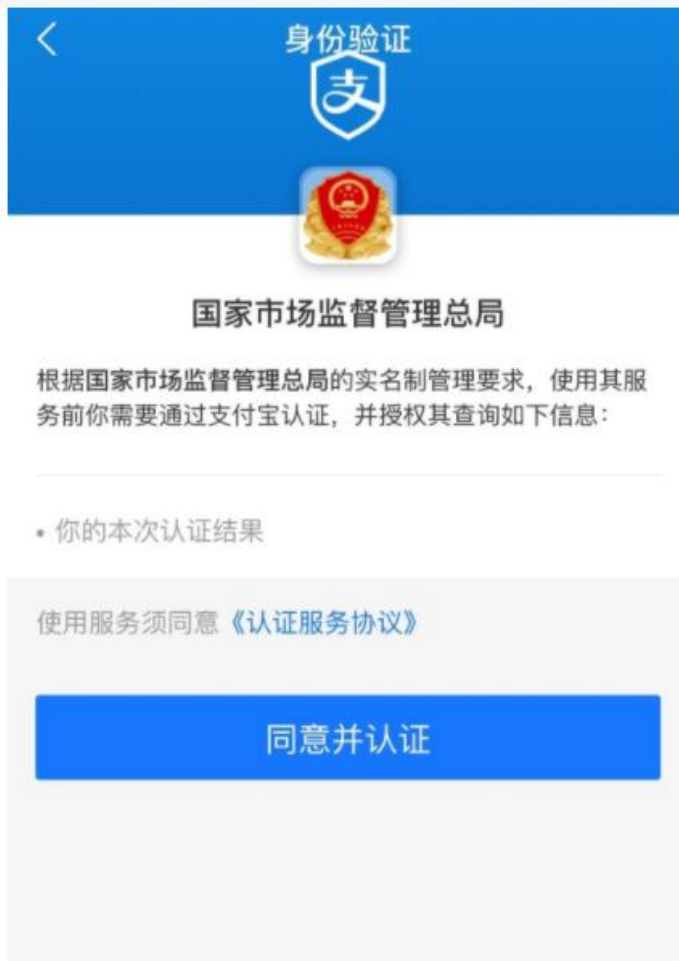 身份验证
支
国家市场监督管理总局
根据国家市场监督管理总局的实名制管理要求，使用其服
务前你需要通过支付宝认证，并授权其查询如下信息：
• 你的本次认证结果
使用服务须同意《认证服务协议》
同意并认证